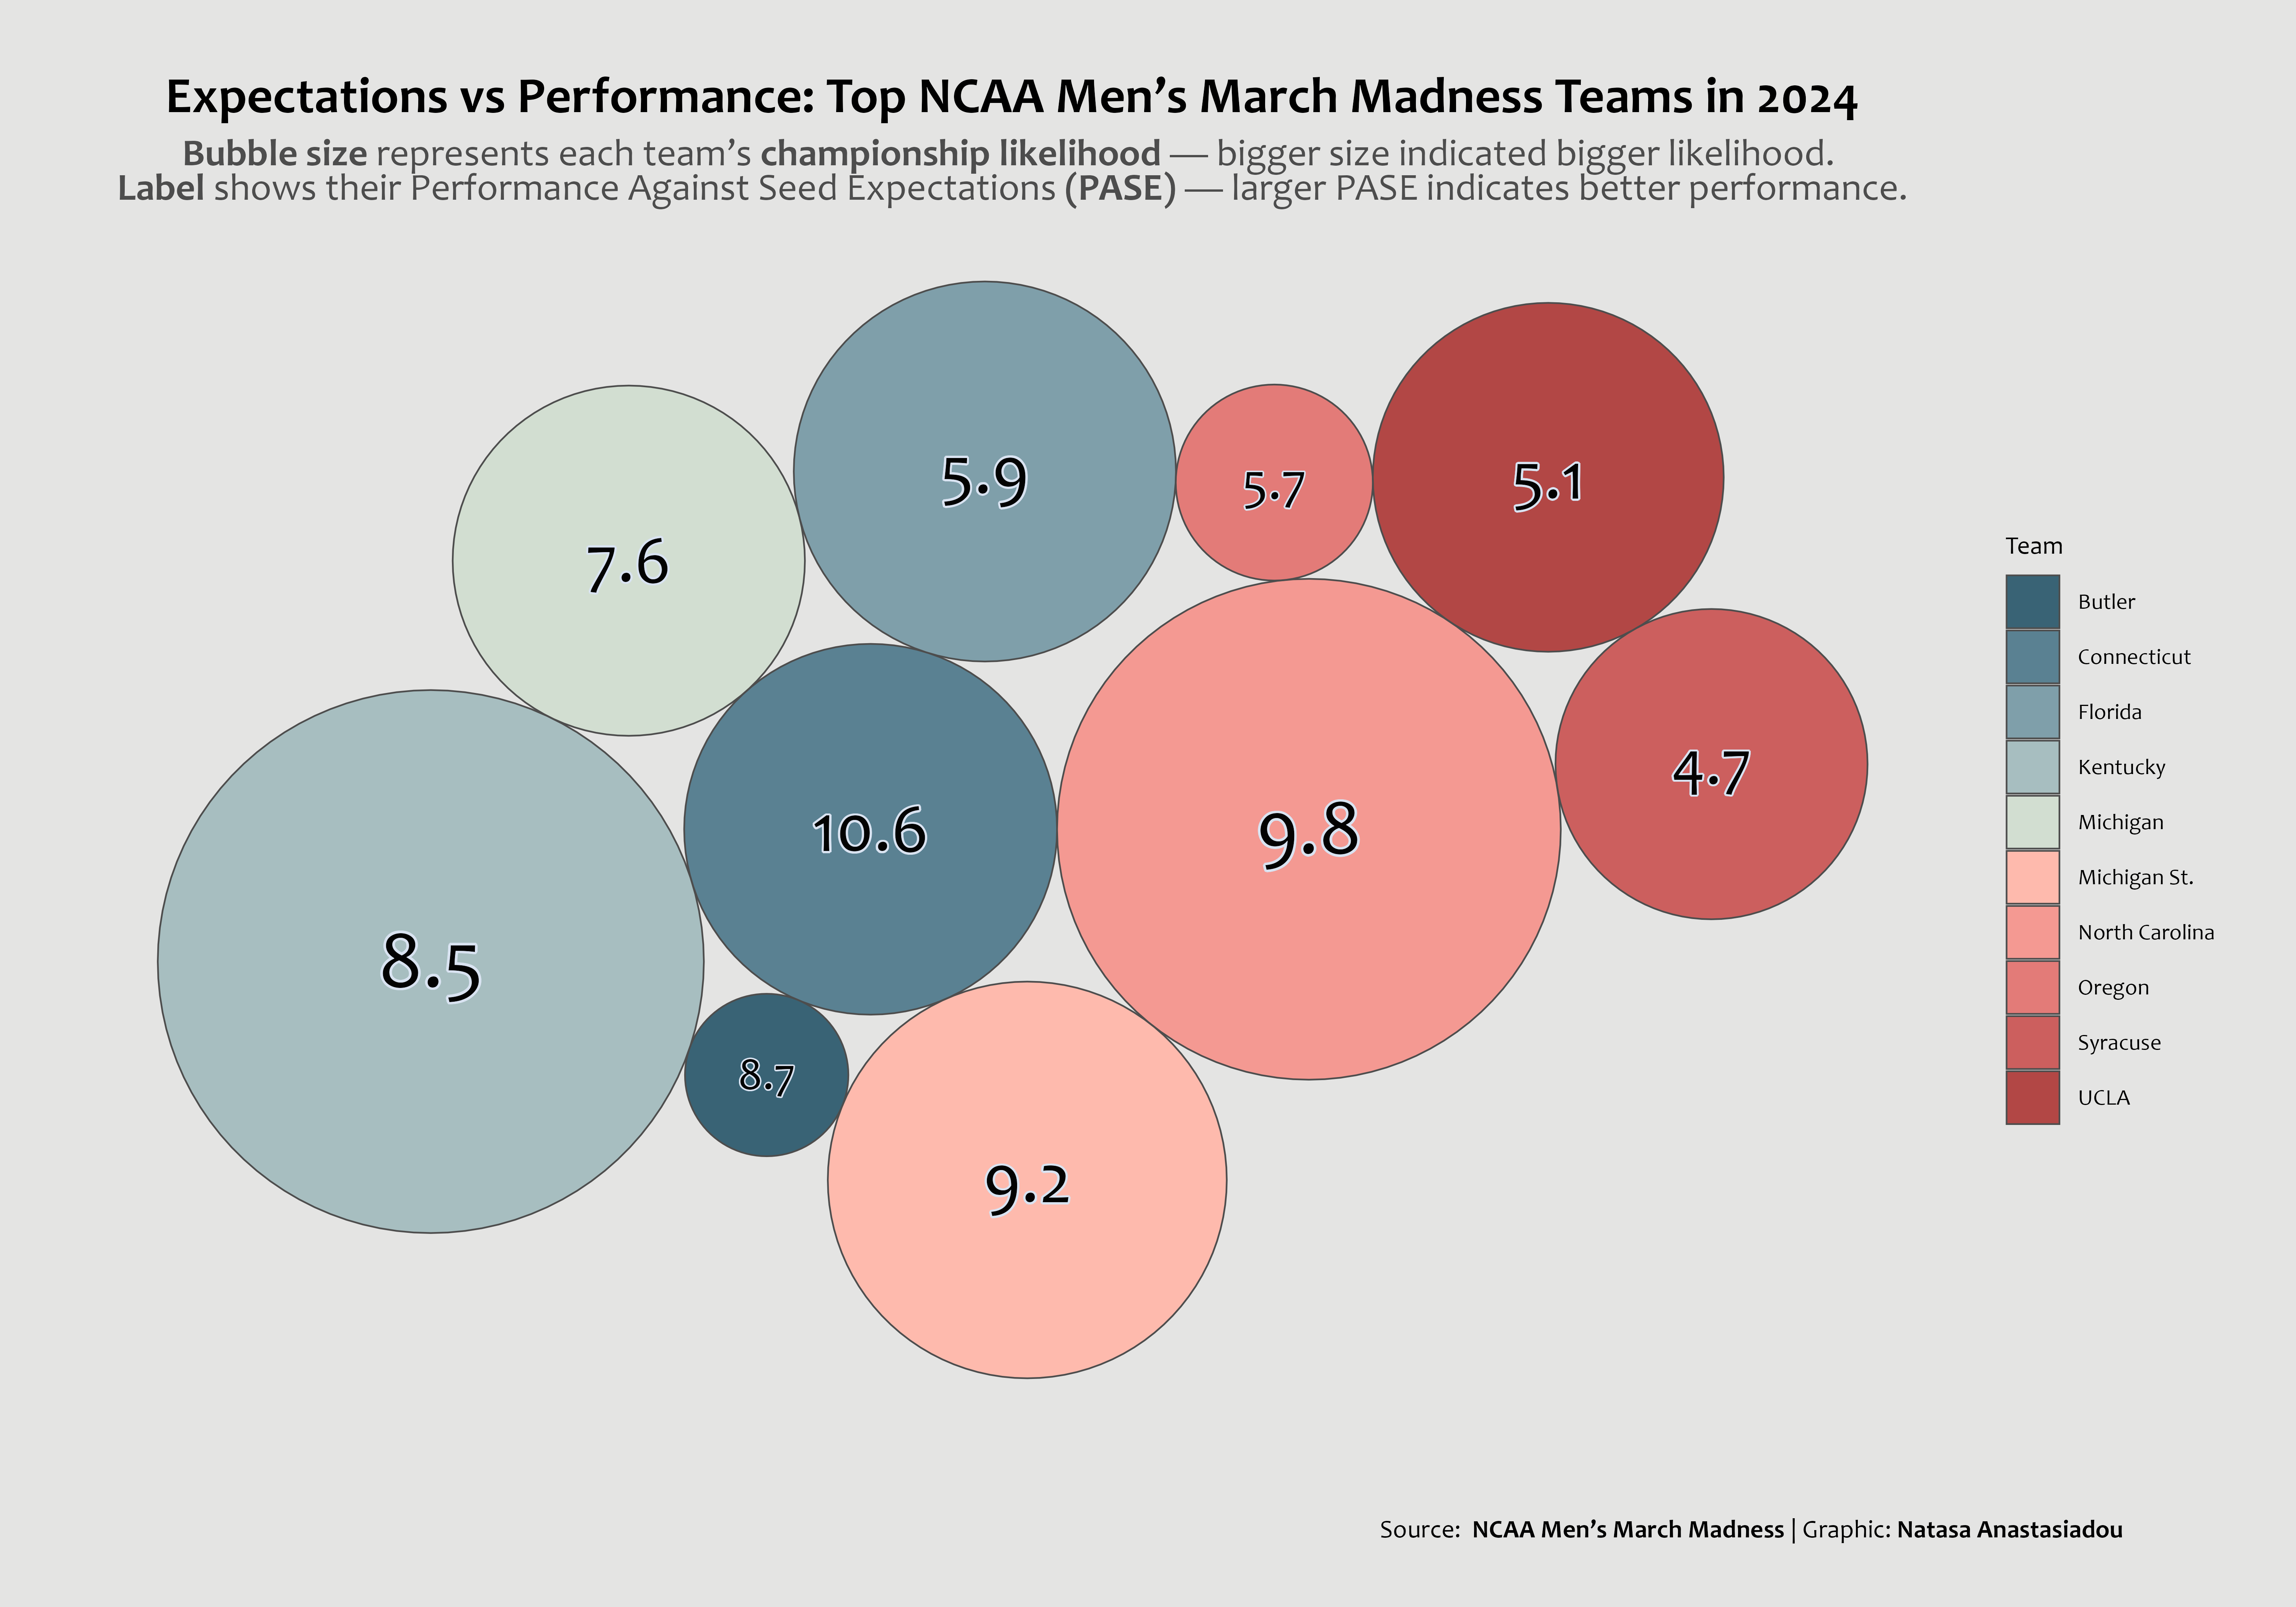 Expectations vs Performance: Top NCAA Men’s March Madness Teams in 2024
Bubble size represents each team’s championship likelihood — bigger size indicated bigger likelihood.
Label shows their Performance Against Seed Expectations (PASE) — larger PASE indicates better performance.
5.9
5.7
5.1
7.6
4.7
10.6
9.8
8.5
8.7
9.2
Team
Butler
Connecticut
Florida
Kentucky
Michigan
Michigan St.
North Carolina
Oregon
Syracuse
UCLA
Source: NCAA Men’s March Madness | Graphic: Natasa Anastasiadou